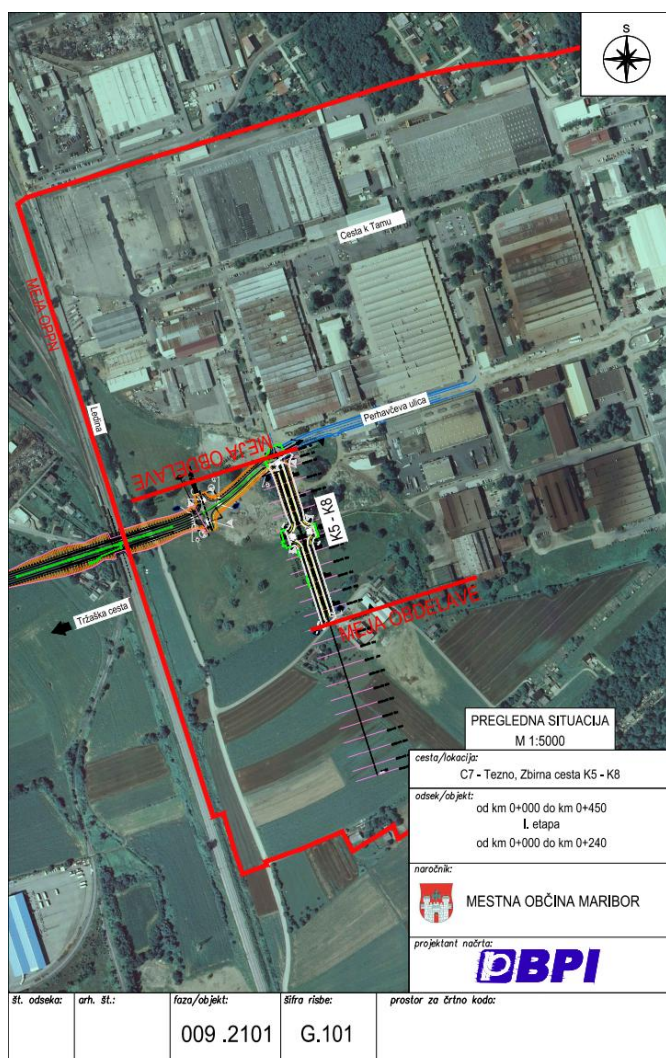 S
Cesta k Tamu
MEJA OPPN
Ledina
Perhavčeva ulica
MEJA OBDELAVE
K5 - K8
Tržaška cesta
MEJA OBDELAVE
PREGLEDNA SITUACIJA
M 1:5000
cesta/lokacija:
C7 - Tezno, Zbirna cesta K5 - K8
odsek/objekt:
od km 0+000 do km 0+450
I. etapa
od km 0+000 do km 0+240
naročnik:
MESTNA OBČINA MARIBOR
projektant načrta:
BPI
št. odseka:
arh. št.:
faza/objekt:
šifra risbe:
prostor za črtno kodo:
009 .2101
G.101